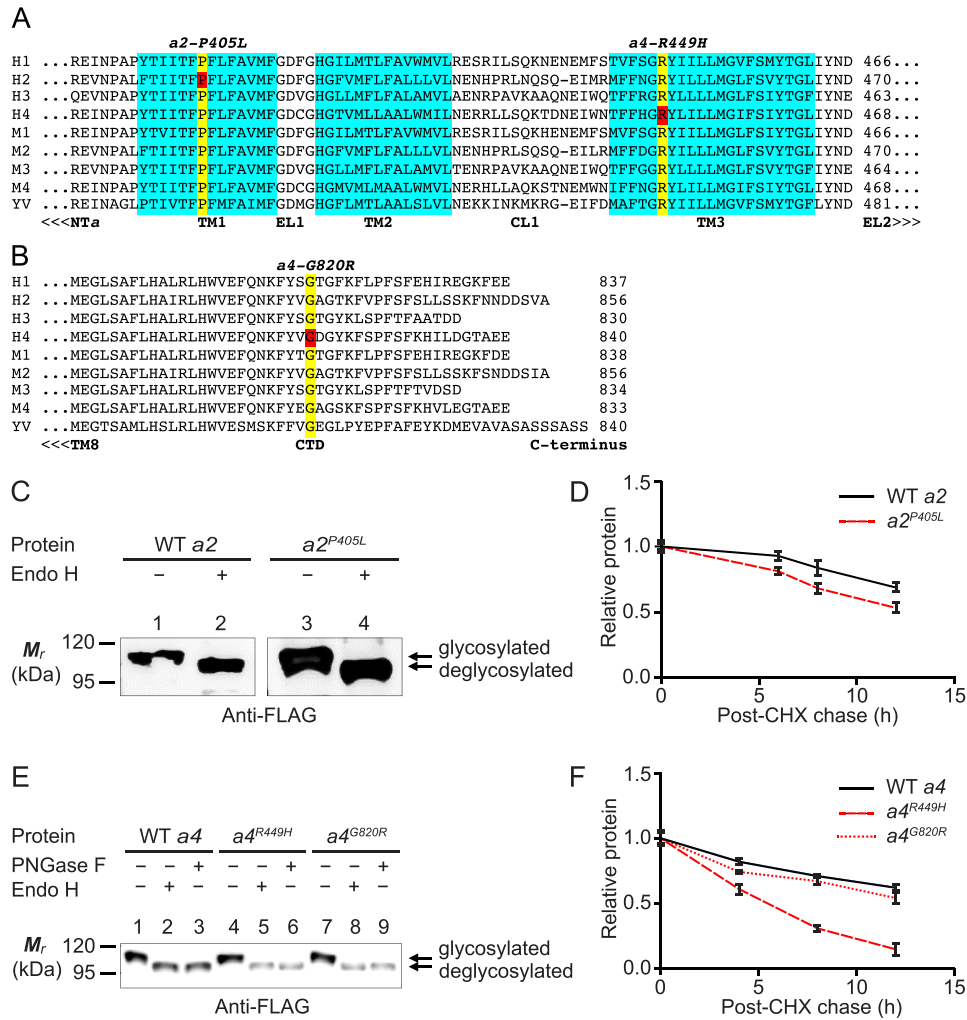 A
a2-P405L a4-R449H
H1 ...REINPAPYTIITFPFLFAVMFGDFGHGILMTLFAVWMVLRESRILSQKNENEMFSTVFSGRYIILLMGVFSMYTGLIYND 466...
H2 ...REVNPALFTIITFPFLFAVMFGDFGHGFVMFLFALLLVLNENHPRLNQSQ-EIMRMFFNGRYILLLMGLFSVYTGLIYND 470...
H3 ...QEVNPAPYTIITFPFLFAVMFGDVGHGLLMFLFALAMVLAENRPAVKAAQNEIWQTFFRGRYLLLLMGLFSIYTGFIYNE 463...
H4 ...REINPAPYTIITFPFLFAVMFGDCGHGTVMLLAALWMILNERRLLSQKTDNEIWNTFFHGRYLILLMGIFSIYTGLIYND 468...
M1 ...REINPAPYTVITFPFLFAVMFGDFGHGILMTLFAVWMVLRESRILSQKHENEMFSMVFSGRYIILLMGLFSIYTGLIYND 466...
M2 ...REVNPALFTIITFPFLFAVMFGDFGHGFVMFLFALLLVLNENHPRLSQSQ-EILRMFFDGRYILLLMGLFSVYTGLIYND 470...
M3 ...REINPAPYTIITFPFLFAVMFGDVGHGLLMFLFALAMVLTENRPAVKAAQNEIWQTFFGGRYLLLLMGLFSVYTGFIYNE 464...
M4 ...REINPAPYTIITFPFLFAVMFGDCGHGMVMLMAALWMVLNERHLLAQKSTNEMWNIFFNGRYLILLMGIFSIYTGLIYND 468...
YV ...REINAGLPTIVTFPFMFAIMFGDMGHGFLMTLAALSLVLNEKKINKMKRG-EIFDMAFTGRYIILLMGVFSMYTGFLYND 481...
<<<NTa TM1 EL1 TM2 CL1 TM3 EL2>>>
B
a4-G820R
H1 ...MEGLSAFLHALRLHWVEFQNKFYSGTGFKFLPFSFEHIREGKFEE 837
H2 ...MEGLSAFLHALRLHWVEFQNKFYVGAGTKFVPFSFSLLSSKFNNDDSVA 856
H3 ...MEGLSAFLHALRLHWVEFQNKFYSGTGYKLSPFTFAATDD 830
H4 ...MEGLSAFLHALRLHWVEFQNKFYVGDGYKFSPFSFKHILDGTAEE 840
M1 ...MEGLSAFLHALRLHWVEFQNKFYTGTGFKFLPFSFEHIREGKFDE 838
M2 ...MEGLSAFLHALRLHWVEFQNKFYVGAGTKFVPFSFSLLSSKFSNDDSIA 856
M3 ...MEGLSAFLHALRLHWVEFQNKFYSGTGYKLSPFTFTVDSD 834
M4 ...MEGLSAFLHALRLHWVEFQNKFYEGAGSKFSPFSFKHVLEGTAEE 833
YV ...MEGTSAMLHSLRLHWVESMSKFFVGEGLPYEPFAFEYKDMEVAVASASSSASS 840
<<<TM8 CTD C-terminus
C
Protein WT a2 a2P405L
Endo H − + − +
1 2 3 4
Mr (kDa)
120
95
glycosylated
deglycosylated
Anti-FLAG
D
Relative protein
1.5
1.0
0.5
0.0
0 5 10 15
Post-CHX chase (h)
WT a2
a2P405L
E
Protein WT a4 a4R449H a4G820R
PNGase F − − + − − + − − +
Endo H − + − − + − − + −
1 2 3 4 5 6 7 8 9
Mr (kDa)
120
95
glycosylated
deglycosylated
Anti-FLAG
F
Relative protein
1.5
1.0
0.5
0.0
0 5 10 15
Post-CHX chase (h)
WT a4
a4R449H
a4G820R